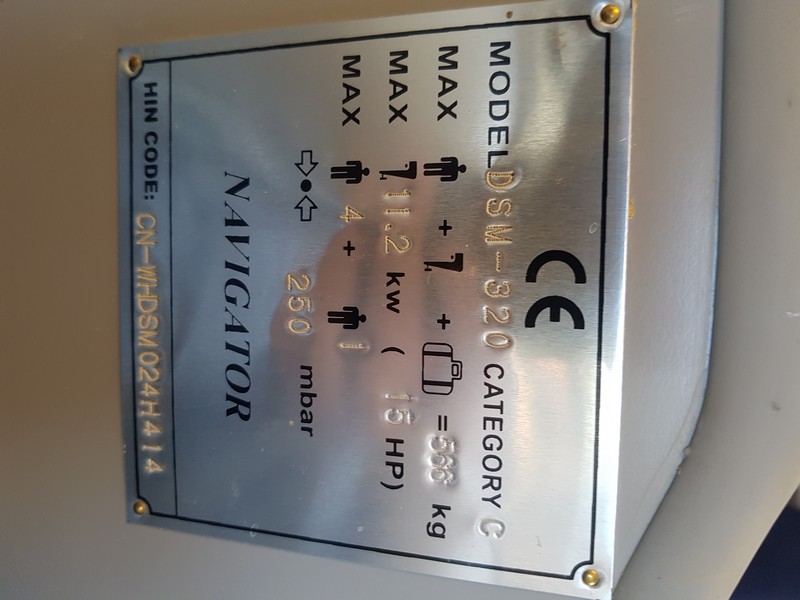 CE
MODEL DSM-320 CATEGORY C
MAX + + = 566 kg
MAX 11.2 kw ( 15 HP)
MAX 4 + 1
250 mbar
NAVIGATOR
HIN CODE: CN-WHDSM024H414